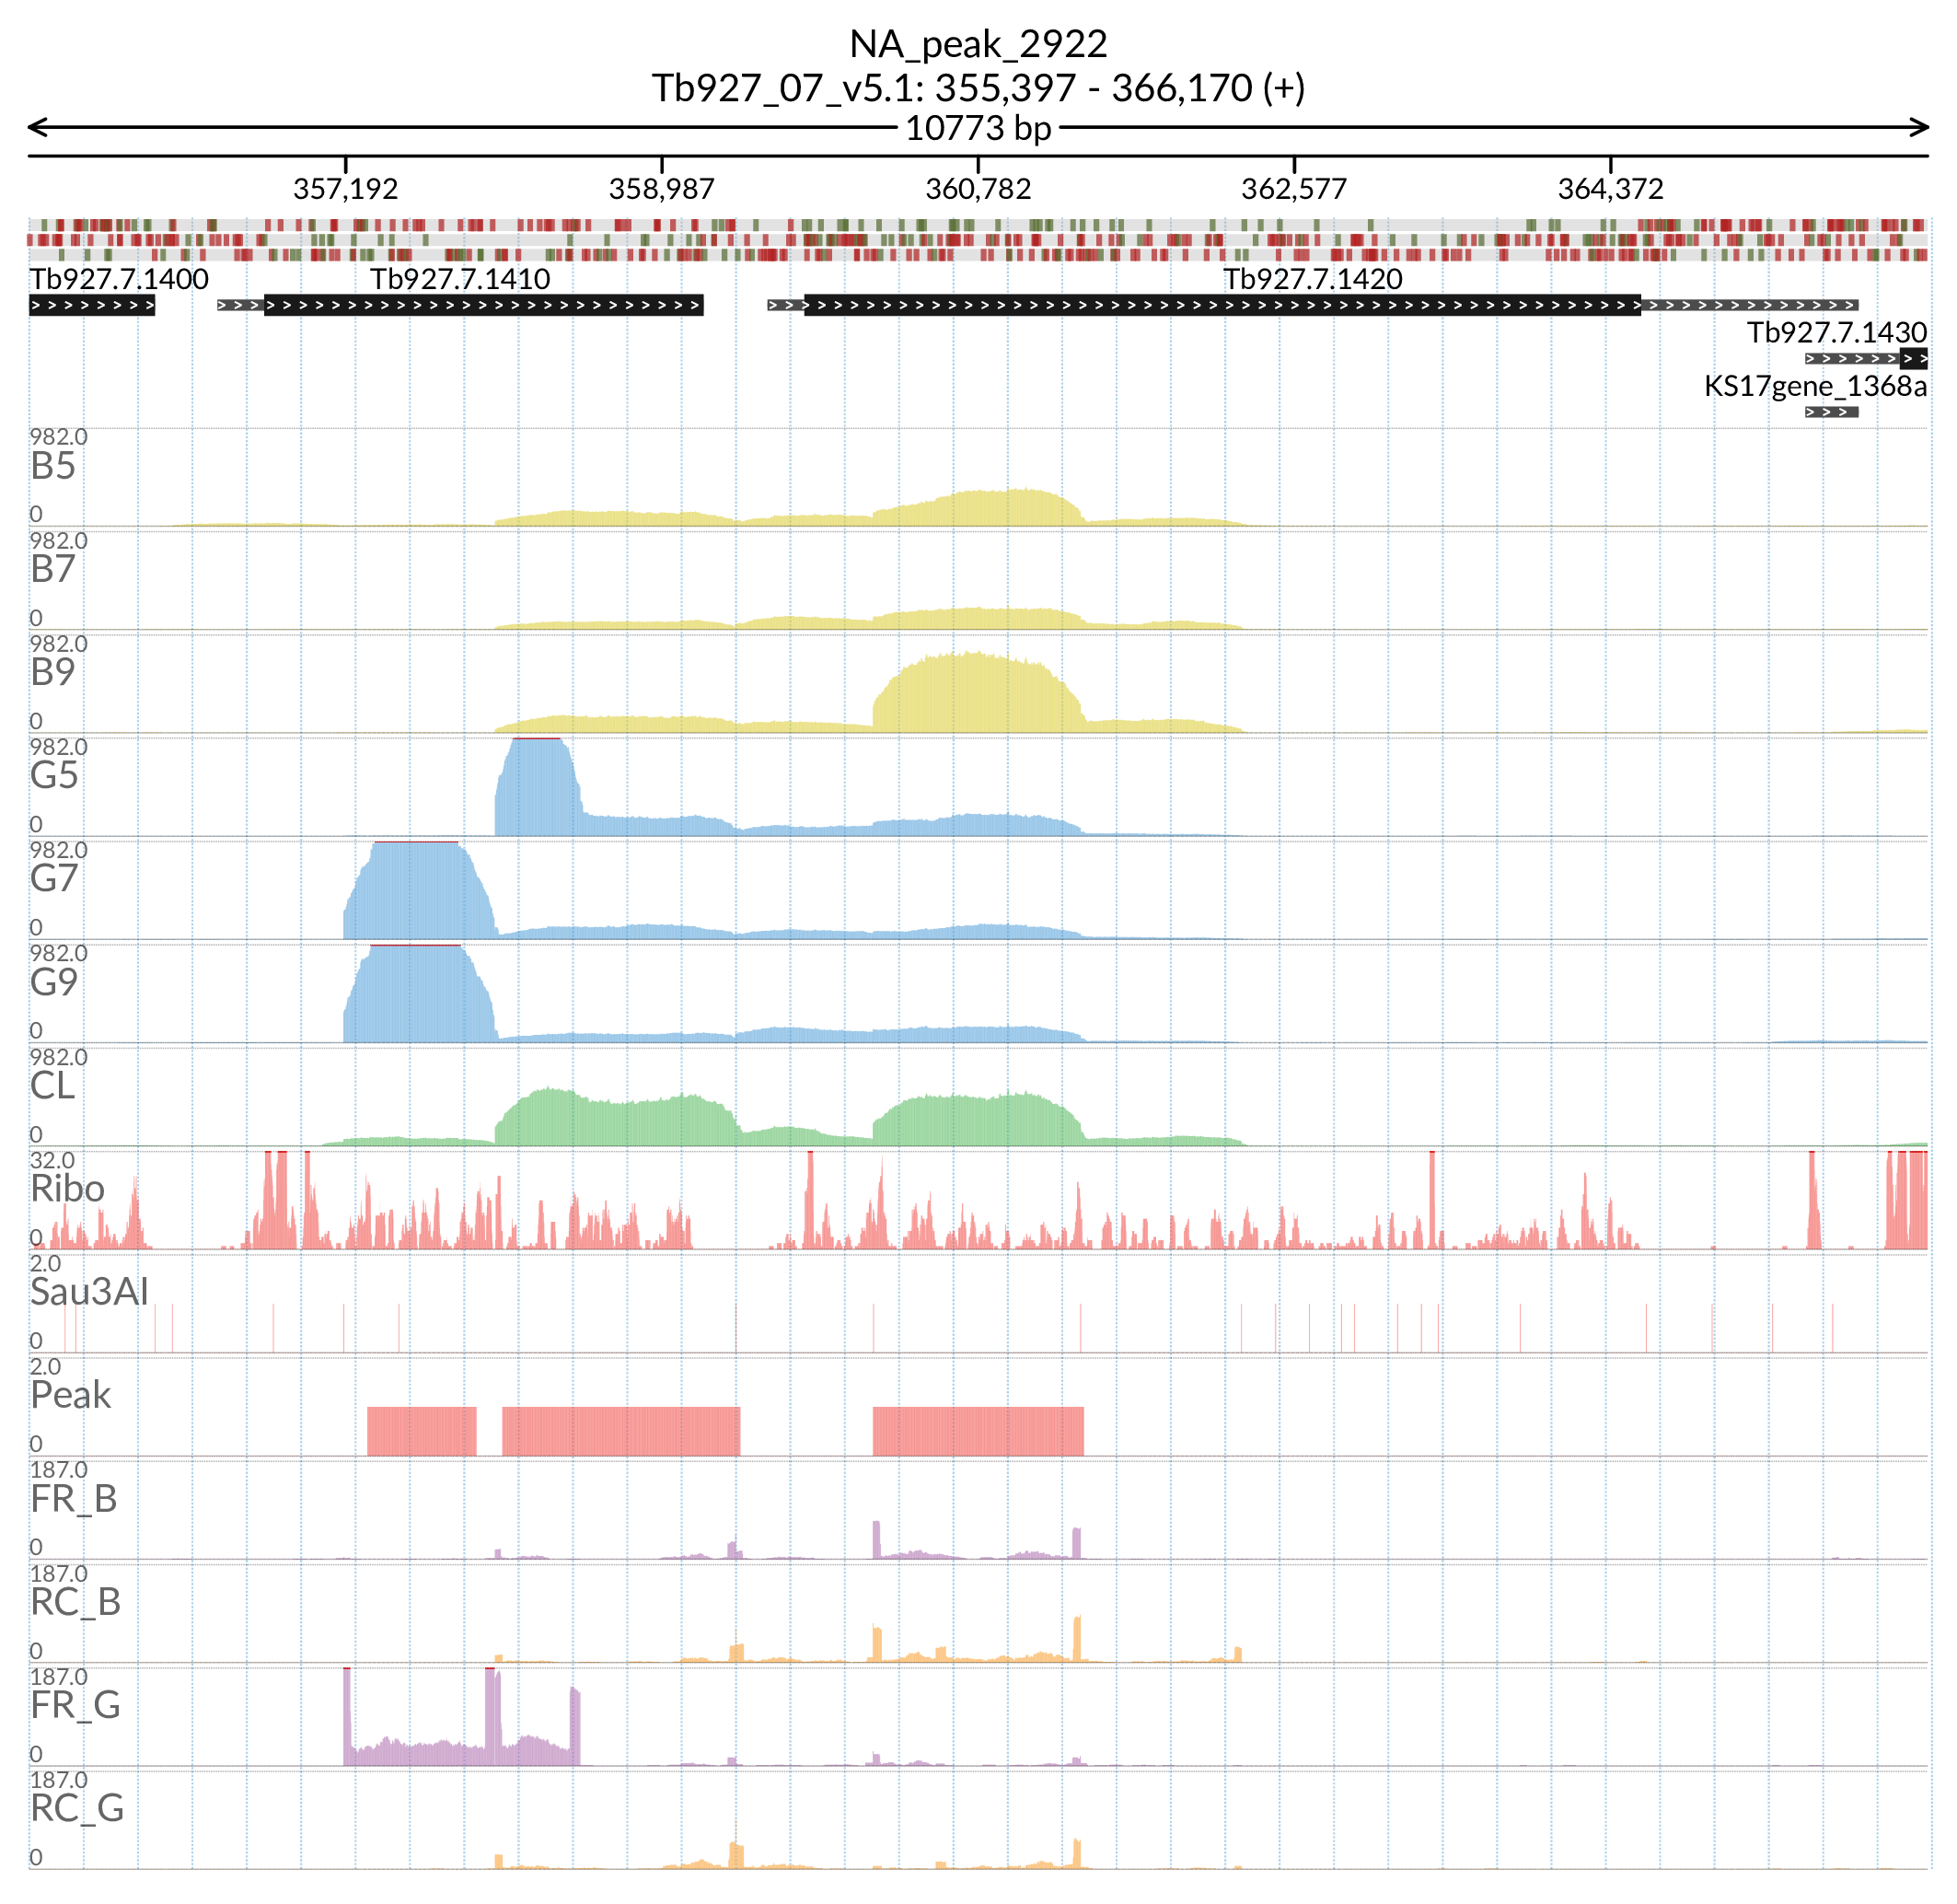 NA_peak_2922
Tb927_07_v5.1: 355,397 - 366,170 (+)
10773 bp
357,192 358,987 360,782 362,577 364,372
Tb927.7.1400 Tb927.7.1410 Tb927.7.1420
Tb927.7.1430
KS17gene_1368a
982.0
B5
0
982.0
B7
0
982.0
B9
0
982.0
G5
0
982.0
G7
0
982.0
G9
0
982.0
CL
0
32.0
Ribo
0
2.0
Sau3AI
0
2.0
Peak
0
187.0
FR_B
0
187.0
RC_B
0
187.0
FR_G
0
187.0
RC_G
0